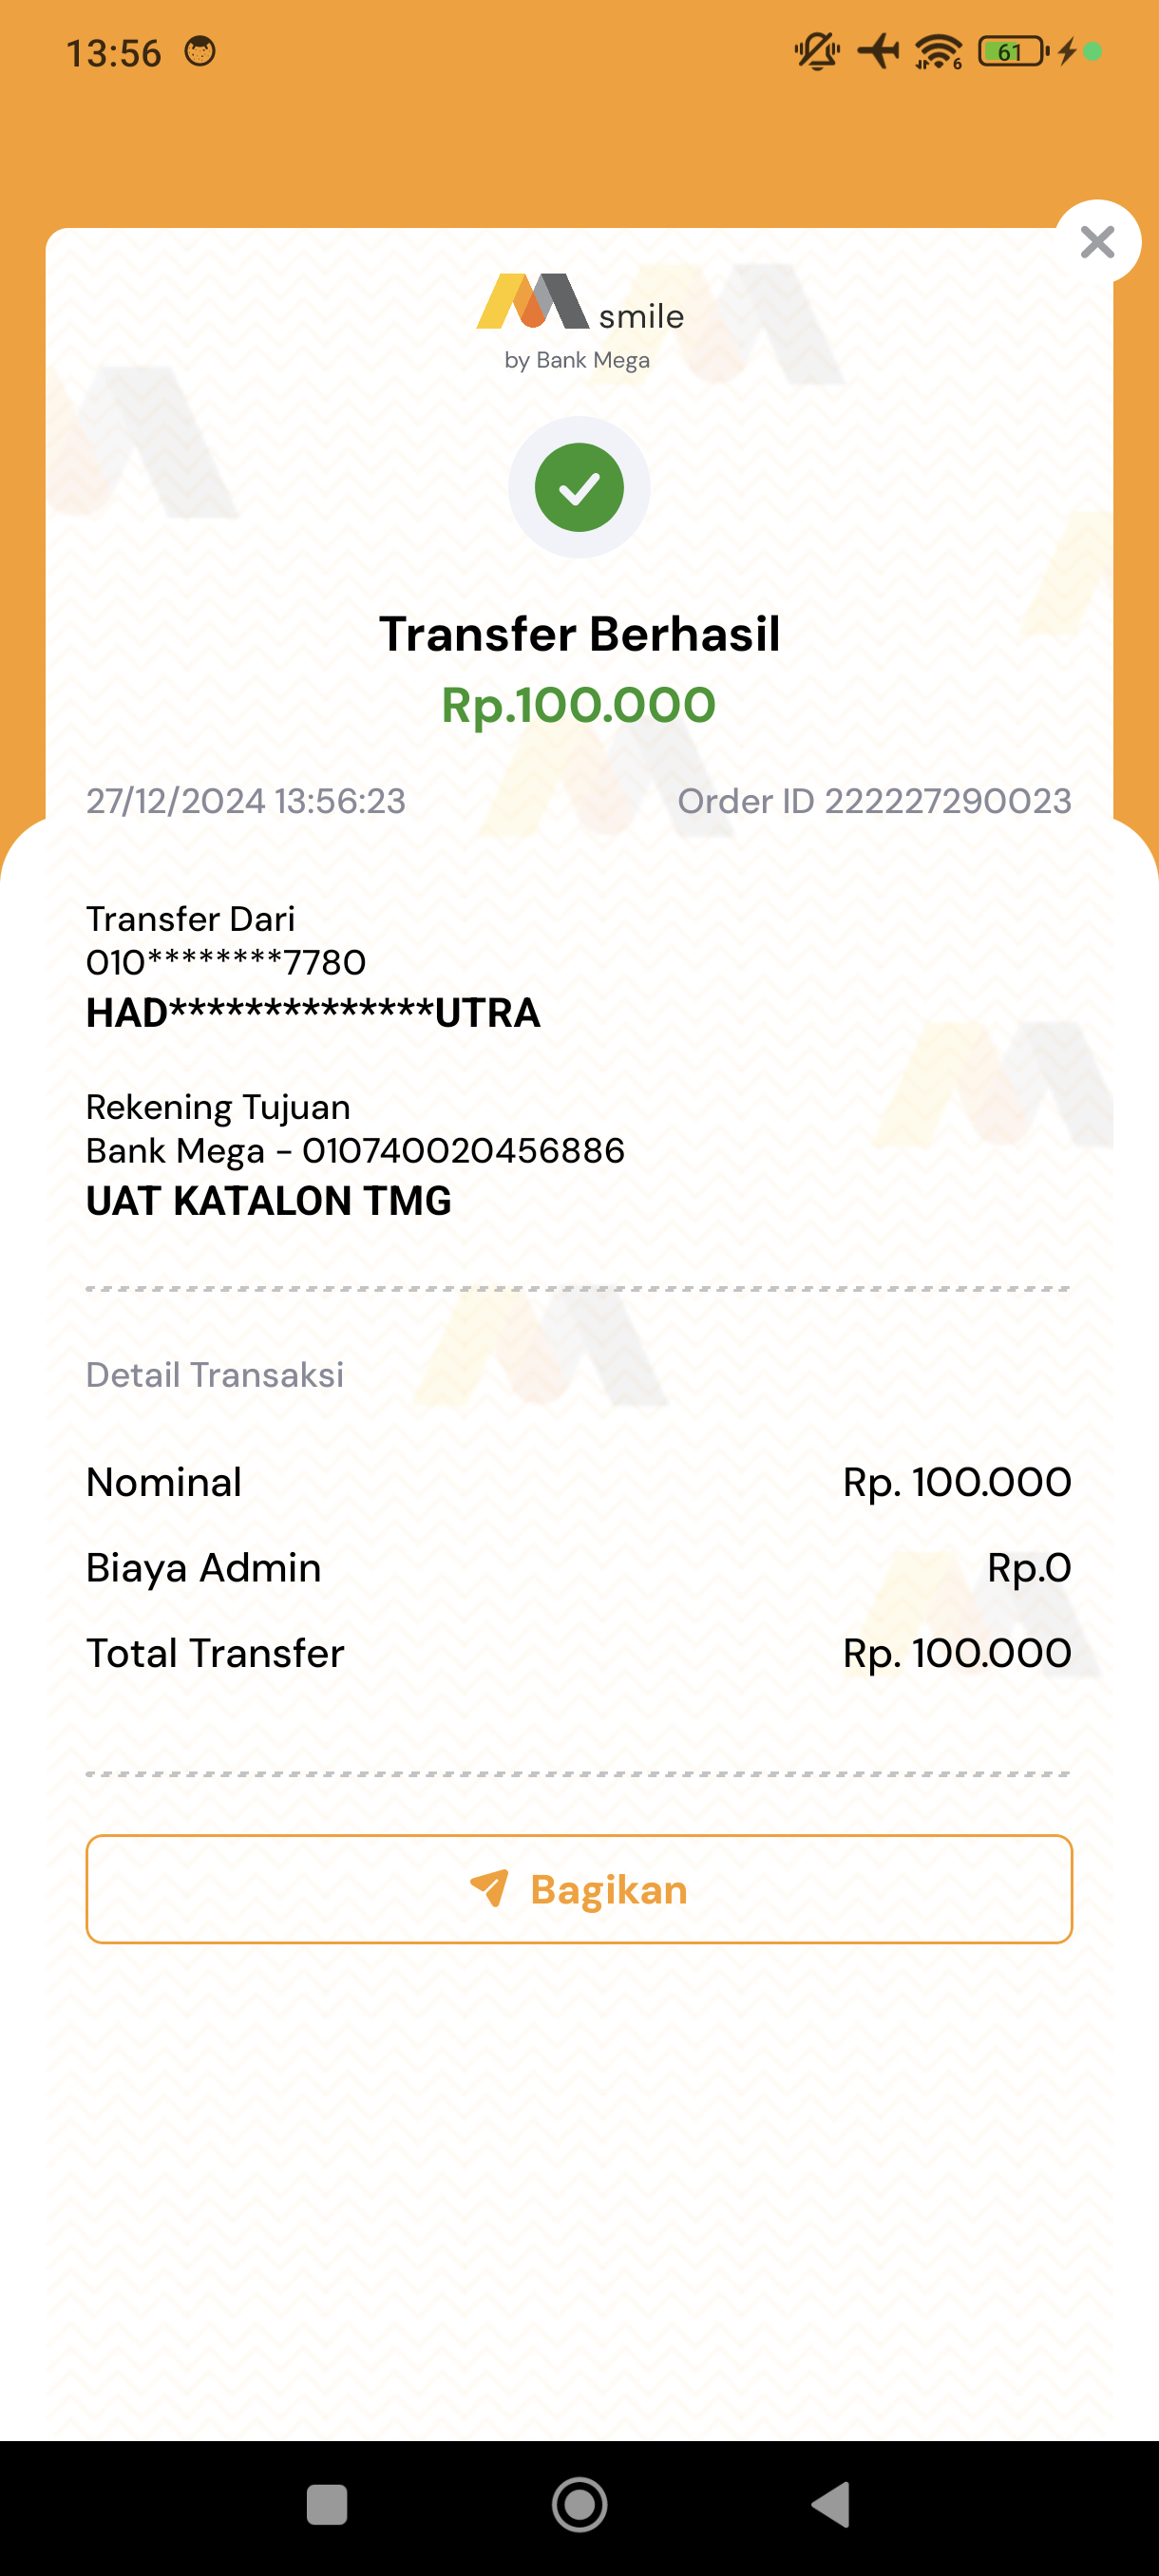 13:56
6
61
smile
by Bank Mega
Transfer Berhasil
Rp.100.000
27/12/2024 13:56:23 Order ID 222227290023
Transfer Dari
010********7780
HAD**************UTRA
Rekening Tujuan
Bank Mega - 010740020456886
UAT KATALON TMG
Detail Transaksi
Nominal Rp. 100.000
Biaya Admin Rp.0
Total Transfer Rp. 100.000
Bagikan